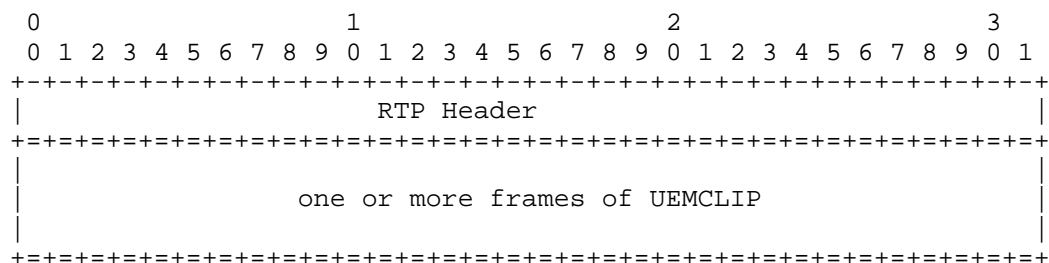 0                   1                   2                   3
 0 1 2 3 4 5 6 7 8 9 0 1 2 3 4 5 6 7 8 9 0 1 2 3 4 5 6 7 8 9 0 1
+-+-+-+-+-+-+-+-+-+-+-+-+-+-+-+-+-+-+-+-+-+-+-+-+-+-+-+-+-+-+-+-+
|                      RTP Header                               |
+=+=+=+=+=+=+=+=+=+=+=+=+=+=+=+=+=+=+=+=+=+=+=+=+=+=+=+=+=+=+=+=+
|                                                               |
|                 one or more frames of UEMCLIP                 |
|                                                               |
+=+=+=+=+=+=+=+=+=+=+=+=+=+=+=+=+=+=+=+=+=+=+=+=+=+=+=+=+=+=+=+=+